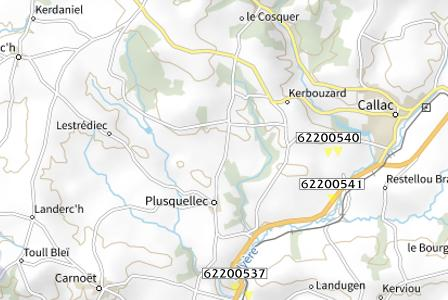 Kerdaniel
le Cosquer
c'h
Kerbouzard
Callac
Lestrédiec
62200540
62200541
Restellou Bra
Plusquellec
Landerc'h
Toull Bleï
le Bourg
Carnoët
62200537
Landugen
Kerviou